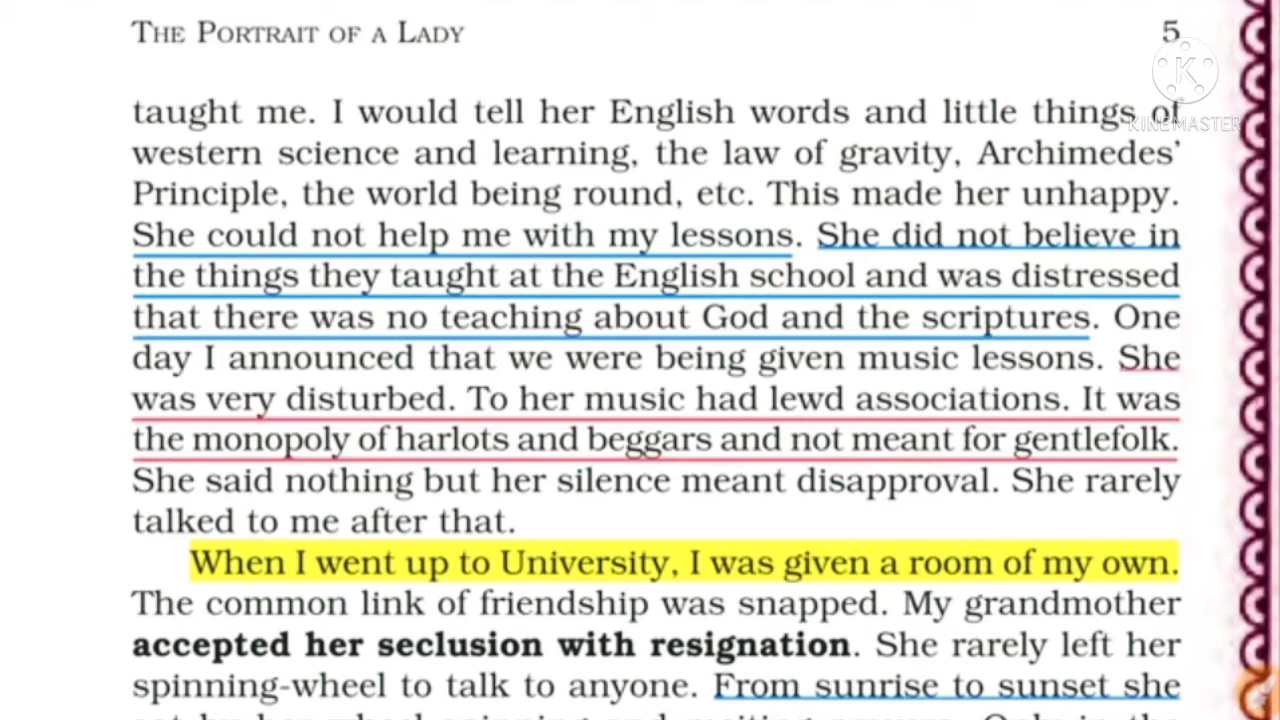 THE PORTRAIT OF A LADY 5
KINEMASTER
taught me. I would tell her English words and little things of
western science and learning, the law of gravity, Archimedes'
Principle, the world being round, etc. This made her unhappy.
She could not help me with my lessons. She did not believe in
the things they taught at the English school and was distressed
that there was no teaching about God and the scriptures. One
day I announced that we were being given music lessons. She
was very disturbed. To her music had lewd associations. It was
the monopoly of harlots and beggars and not meant for gentlefolk.
She said nothing but her silence meant disapproval. She rarely
talked to me after that.
When I went up to University, I was given a room of my own.
The common link of friendship was snapped. My grandmother
accepted her seclusion with resignation. She rarely left her
spinning-wheel to talk to anyone. From sunrise to sunset she